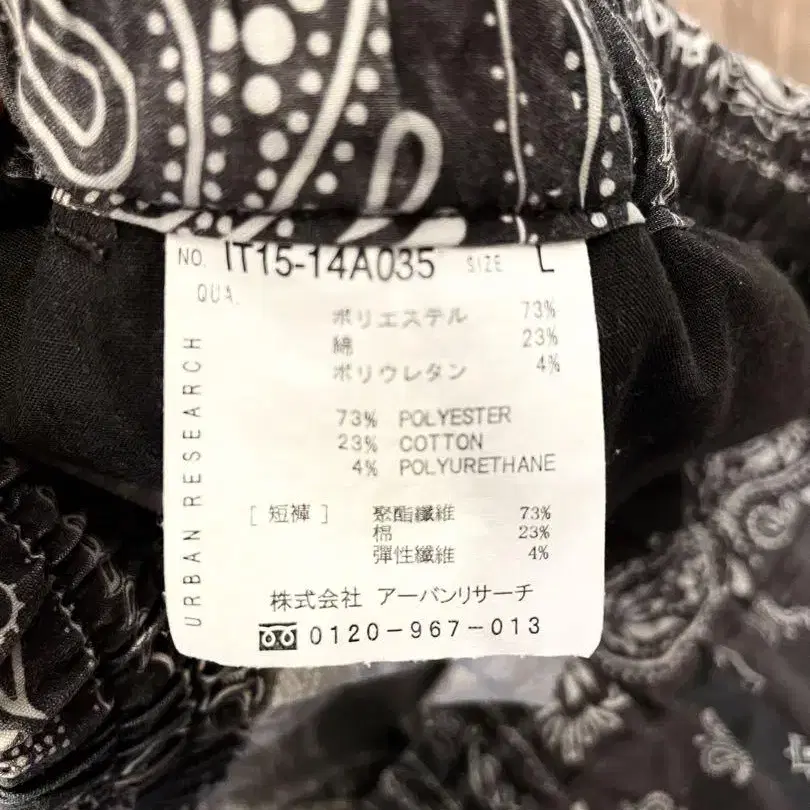 NO. IT15-14A035 SIZE L
QUA.
ポリエステル 73%
綿 23%
ポリウレタン 4%
73% POLYESTER
23% COTTON
4% POLYURETHANE
[短褲] 聚酯纖維 73%
棉 23%
彈性纖維 4%
株式会社 アーバンリサーチ
0120-967-013
URBAN RESEARCH